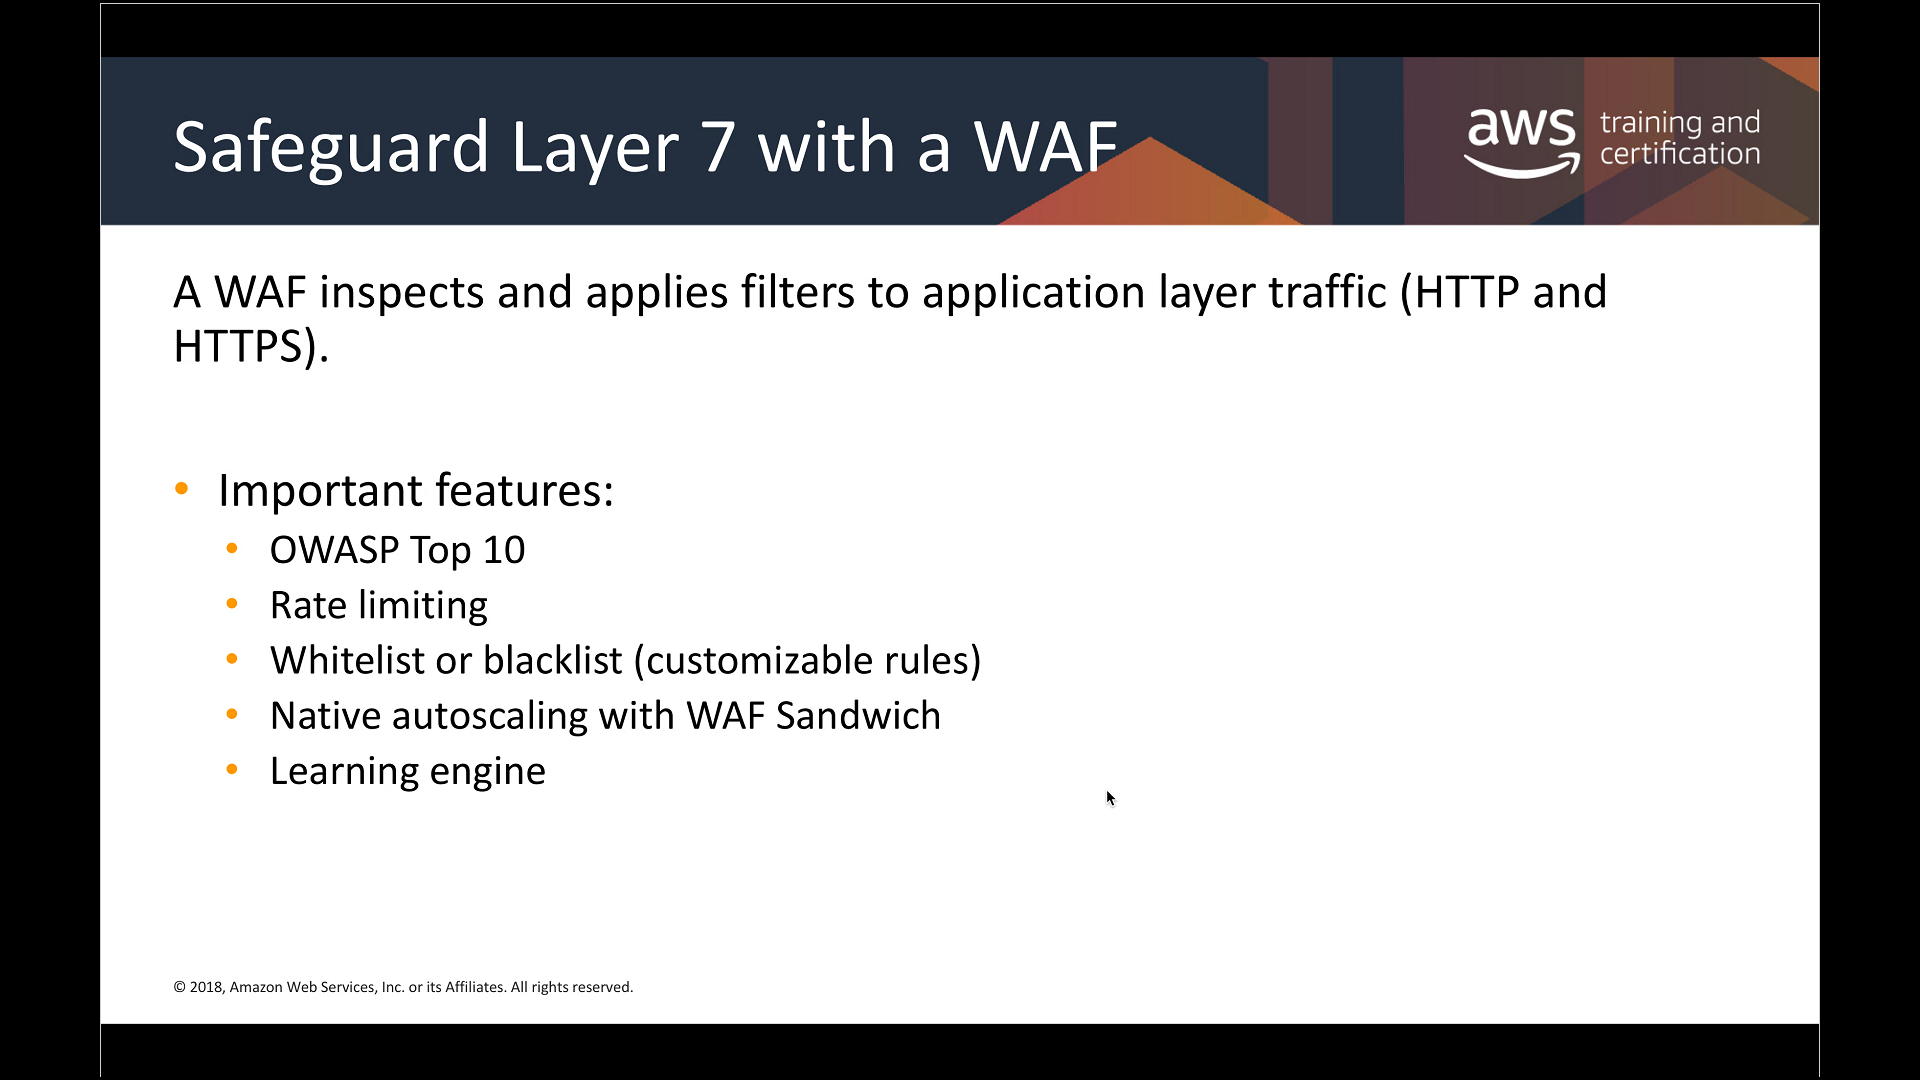 Safeguard Layer 7 with a WAF
aws training and
certification
A WAF inspects and applies filters to application layer traffic (HTTP and
HTTPS).
• Important features:
• OWASP Top 10
• Rate limiting
• Whitelist or blacklist (customizable rules)
• Native autoscaling with WAF Sandwich
• Learning engine
© 2018, Amazon Web Services, Inc. or its Affiliates. All rights reserved.